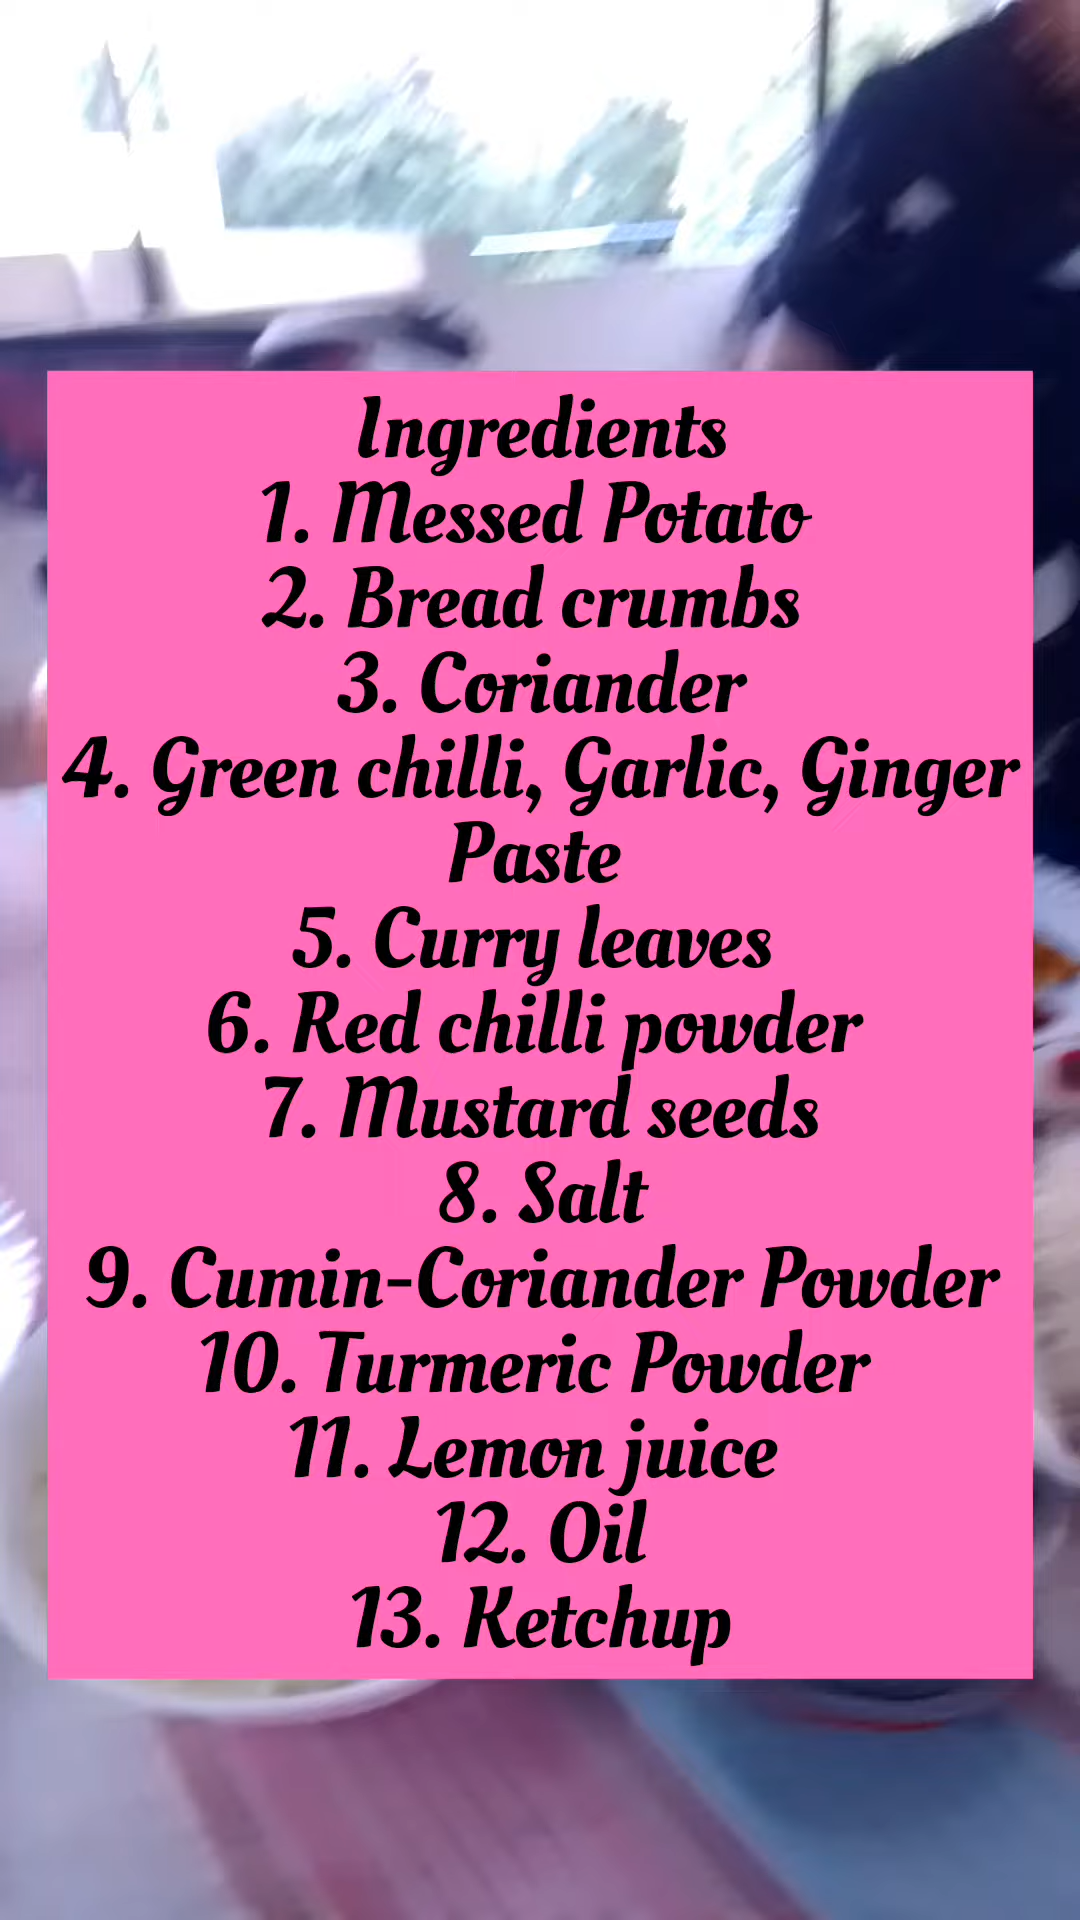 Ingredients
1. Messed Potato
2. Bread crumbs
3. Coriander
4. Green chilli, Garlic, Ginger
Paste
5. Curry leaves
6. Red chilli powder
7. Mustard seeds
8. Salt
9. Cumin-Coriander Powder
10. Turmeric Powder
11. Lemon juice
12. Oil
13. Ketchup